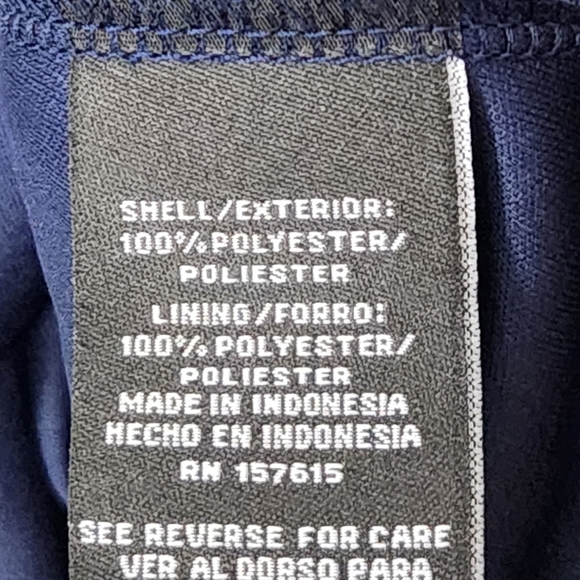 SHELL/EXTERIOR:
100% POLYESTER/
POLIESTER
LINING/FORRO:
100% POLYESTER/
POLIESTER
MADE IN INDONESIA
HECHO EN INDONESIA
RN 157615
SEE REVERSE FOR CARE
VER AL DORSO PARA